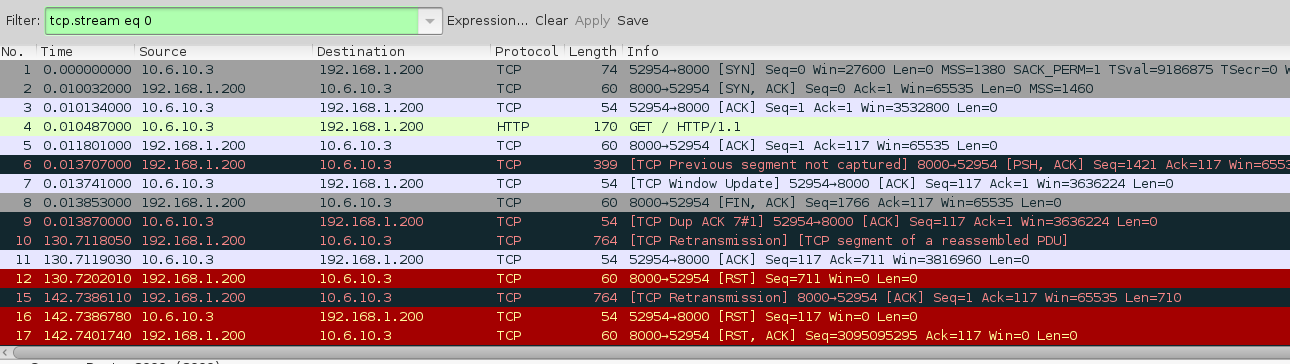 Filter: tcp.stream eq 0 Expression... Clear Apply Save
No. Time Source Destination Protocol Length Info
1 0.000000000 10.6.10.3 192.168.1.200 TCP 74 52954→8000 [SYN] Seq=0 Win=27600 Len=0 MSS=1380 SACK_PERM=1 TSval=9186875 TSecr=0 W
2 0.010032000 192.168.1.200 10.6.10.3 TCP 60 8000→52954 [SYN, ACK] Seq=0 Ack=1 Win=65535 Len=0 MSS=1460
3 0.010134000 10.6.10.3 192.168.1.200 TCP 54 52954→8000 [ACK] Seq=1 Ack=1 Win=3532800 Len=0
4 0.010487000 10.6.10.3 192.168.1.200 HTTP 170 GET / HTTP/1.1
5 0.011801000 192.168.1.200 10.6.10.3 TCP 60 8000→52954 [ACK] Seq=1 Ack=117 Win=65535 Len=0
6 0.013707000 192.168.1.200 10.6.10.3 TCP 399 [TCP Previous segment not captured] 8000→52954 [PSH, ACK] Seq=1421 Ack=117 Win=6553
7 0.013741000 10.6.10.3 192.168.1.200 TCP 54 [TCP Window Update] 52954→8000 [ACK] Seq=117 Ack=1 Win=3636224 Len=0
8 0.013853000 192.168.1.200 10.6.10.3 TCP 60 8000→52954 [FIN, ACK] Seq=1766 Ack=117 Win=65535 Len=0
9 0.013870000 10.6.10.3 192.168.1.200 TCP 54 [TCP Dup ACK 7#1] 52954→8000 [ACK] Seq=117 Ack=1 Win=3636224 Len=0
10 130.7118050 192.168.1.200 10.6.10.3 TCP 764 [TCP Retransmission] [TCP segment of a reassembled PDU]
11 130.7119030 10.6.10.3 192.168.1.200 TCP 54 52954→8000 [ACK] Seq=117 Ack=711 Win=3816960 Len=0
12 130.7202010 192.168.1.200 10.6.10.3 TCP 60 8000→52954 [RST] Seq=711 Win=0 Len=0
15 142.7386110 192.168.1.200 10.6.10.3 TCP 764 [TCP Retransmission] 8000→52954 [ACK] Seq=1 Ack=117 Win=65535 Len=710
16 142.7386780 10.6.10.3 192.168.1.200 TCP 54 52954→8000 [RST] Seq=117 Win=0 Len=0
17 142.7401740 192.168.1.200 10.6.10.3 TCP 60 8000→52954 [RST, ACK] Seq=3095095295 Ack=117 Win=0 Len=0